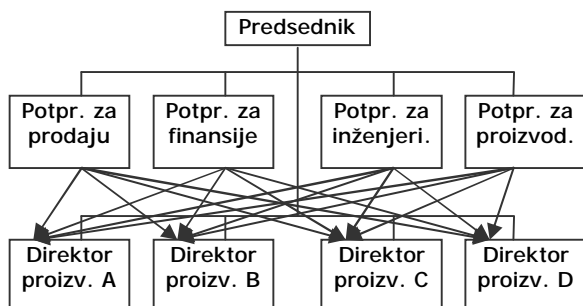 Predsednik
Potpr. za
prodaju
Potpr. za
finansije
Potpr. za
inženjeri.
Potpr. za
proizvod.
Direktor
proizv. A
Direktor
proizv. B
Direktor
proizv. C
Direktor
proizv. D